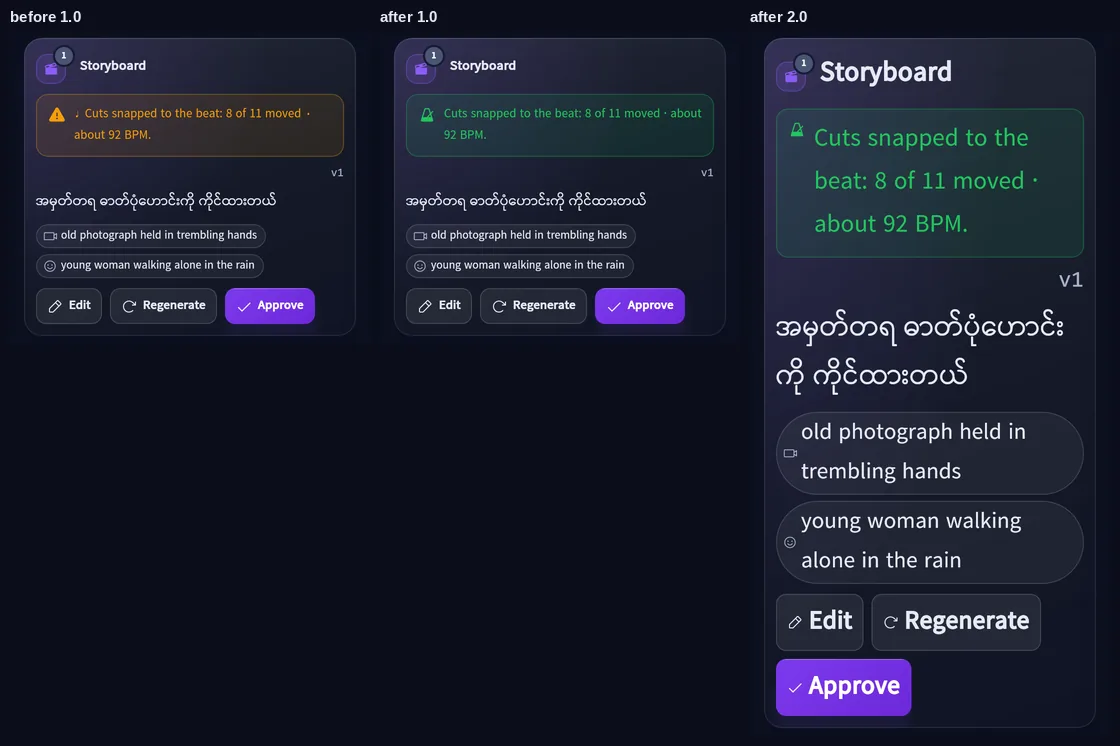 before 1.0
1
Storyboard
♩ Cuts snapped to the beat: 8 of 11 moved ·
about 92 BPM.
v1
အမှတ်တရ ဓာတ်ပုံဟောင်းကို ကိုင်ထားတယ်
old photograph held in trembling hands
young woman walking alone in the rain
Edit
Regenerate
Approve
after 1.0
1
Storyboard
Cuts snapped to the beat: 8 of 11 moved · about
92 BPM.
v1
အမှတ်တရ ဓာတ်ပုံဟောင်းကို ကိုင်ထားတယ်
old photograph held in trembling hands
young woman walking alone in the rain
Edit
Regenerate
Approve
after 2.0
1
Storyboard
Cuts snapped to the
beat: 8 of 11 moved ·
about 92 BPM.
v1
အမှတ်တရ ဓာတ်ပုံဟောင်း
ကို ကိုင်ထားတယ်
old photograph held in
trembling hands
young woman walking
alone in the rain
Edit
Regenerate
Approve